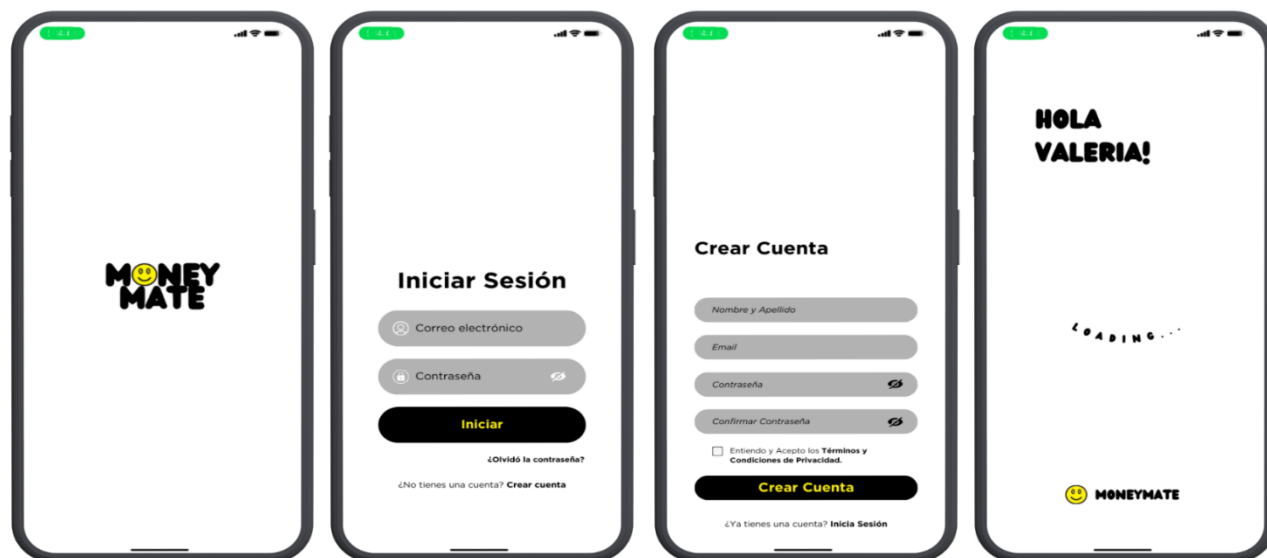 MONEY
MATE
Iniciar Sesión
Correo electrónico
Contraseña
Iniciar
¿Olvidó la contraseña?
¿No tienes una cuenta? Crear cuenta
Crear Cuenta
Nombre y Apellido
Email
Contraseña
Confirmar Contraseña
Entiendo y Acepto los Términos y
Condiciones de Privacidad.
Crear Cuenta
¿Ya tienes una cuenta? Inicia Sesión
HOLA
VALERIA!
LOADING...
MONEYMATE